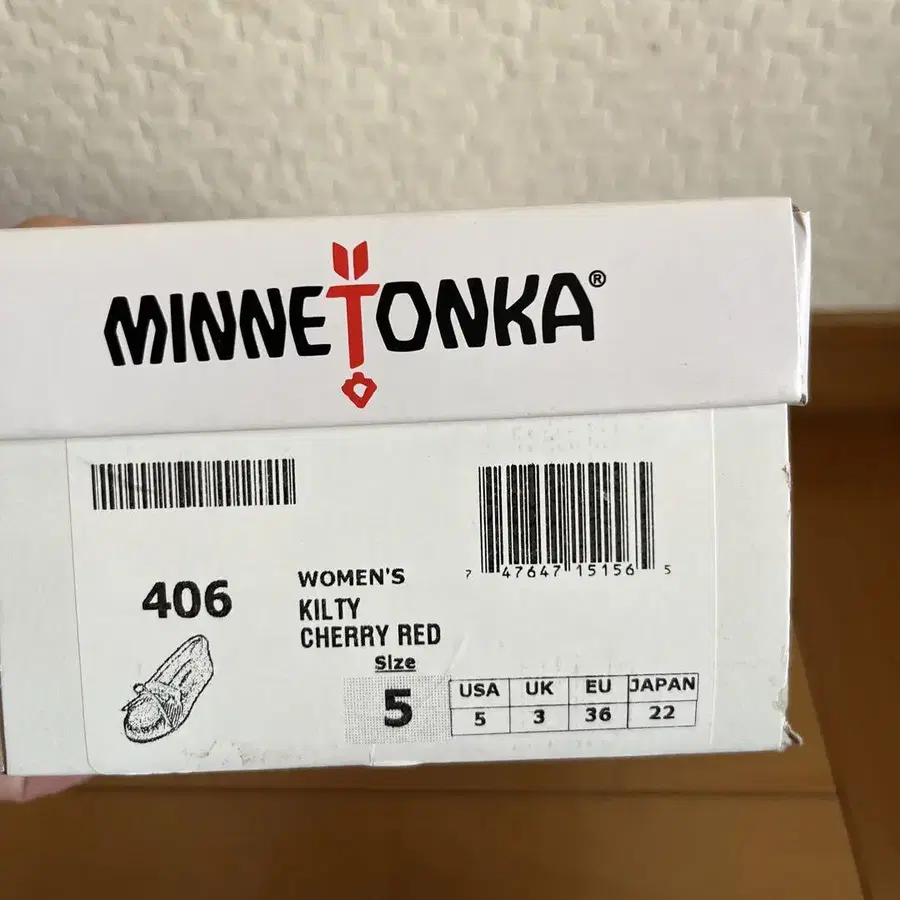 MINNETONKA®
7 47647 15156 5
406
WOMEN'S
KILTY
CHERRY RED
Size
5
USA UK EU JAPAN
5 3 36 22